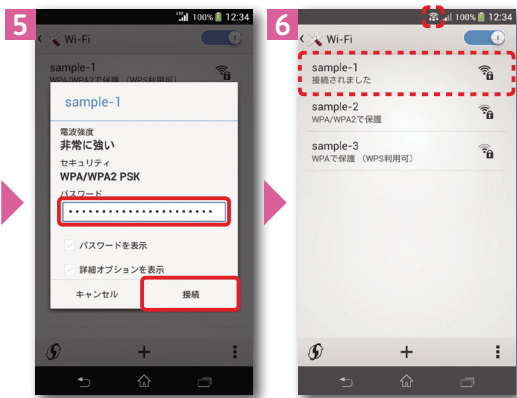 5
LTE 100% 12:34
Wi-Fi
sample-1
WPA/WPA2で保護 (WPS利用可)
sample-1
電波強度
非常に強い
セキュリティ
WPA/WPA2 PSK
パスワード
••••••••••••••••••••••
パスワードを表示
詳細オプションを表示
キャンセル
接続
6
100% 12:34
Wi-Fi
sample-1
接続されました
sample-2
WPA/WPA2で保護
sample-3
WPAで保護 (WPS利用可)